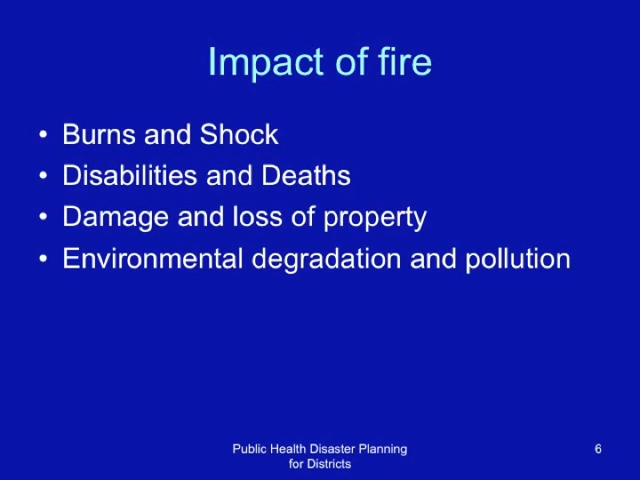 Impact of fire
• Burns and Shock
• Disabilities and Deaths
• Damage and loss of property
• Environmental degradation and pollution
Public Health Disaster Planning
for Districts
6